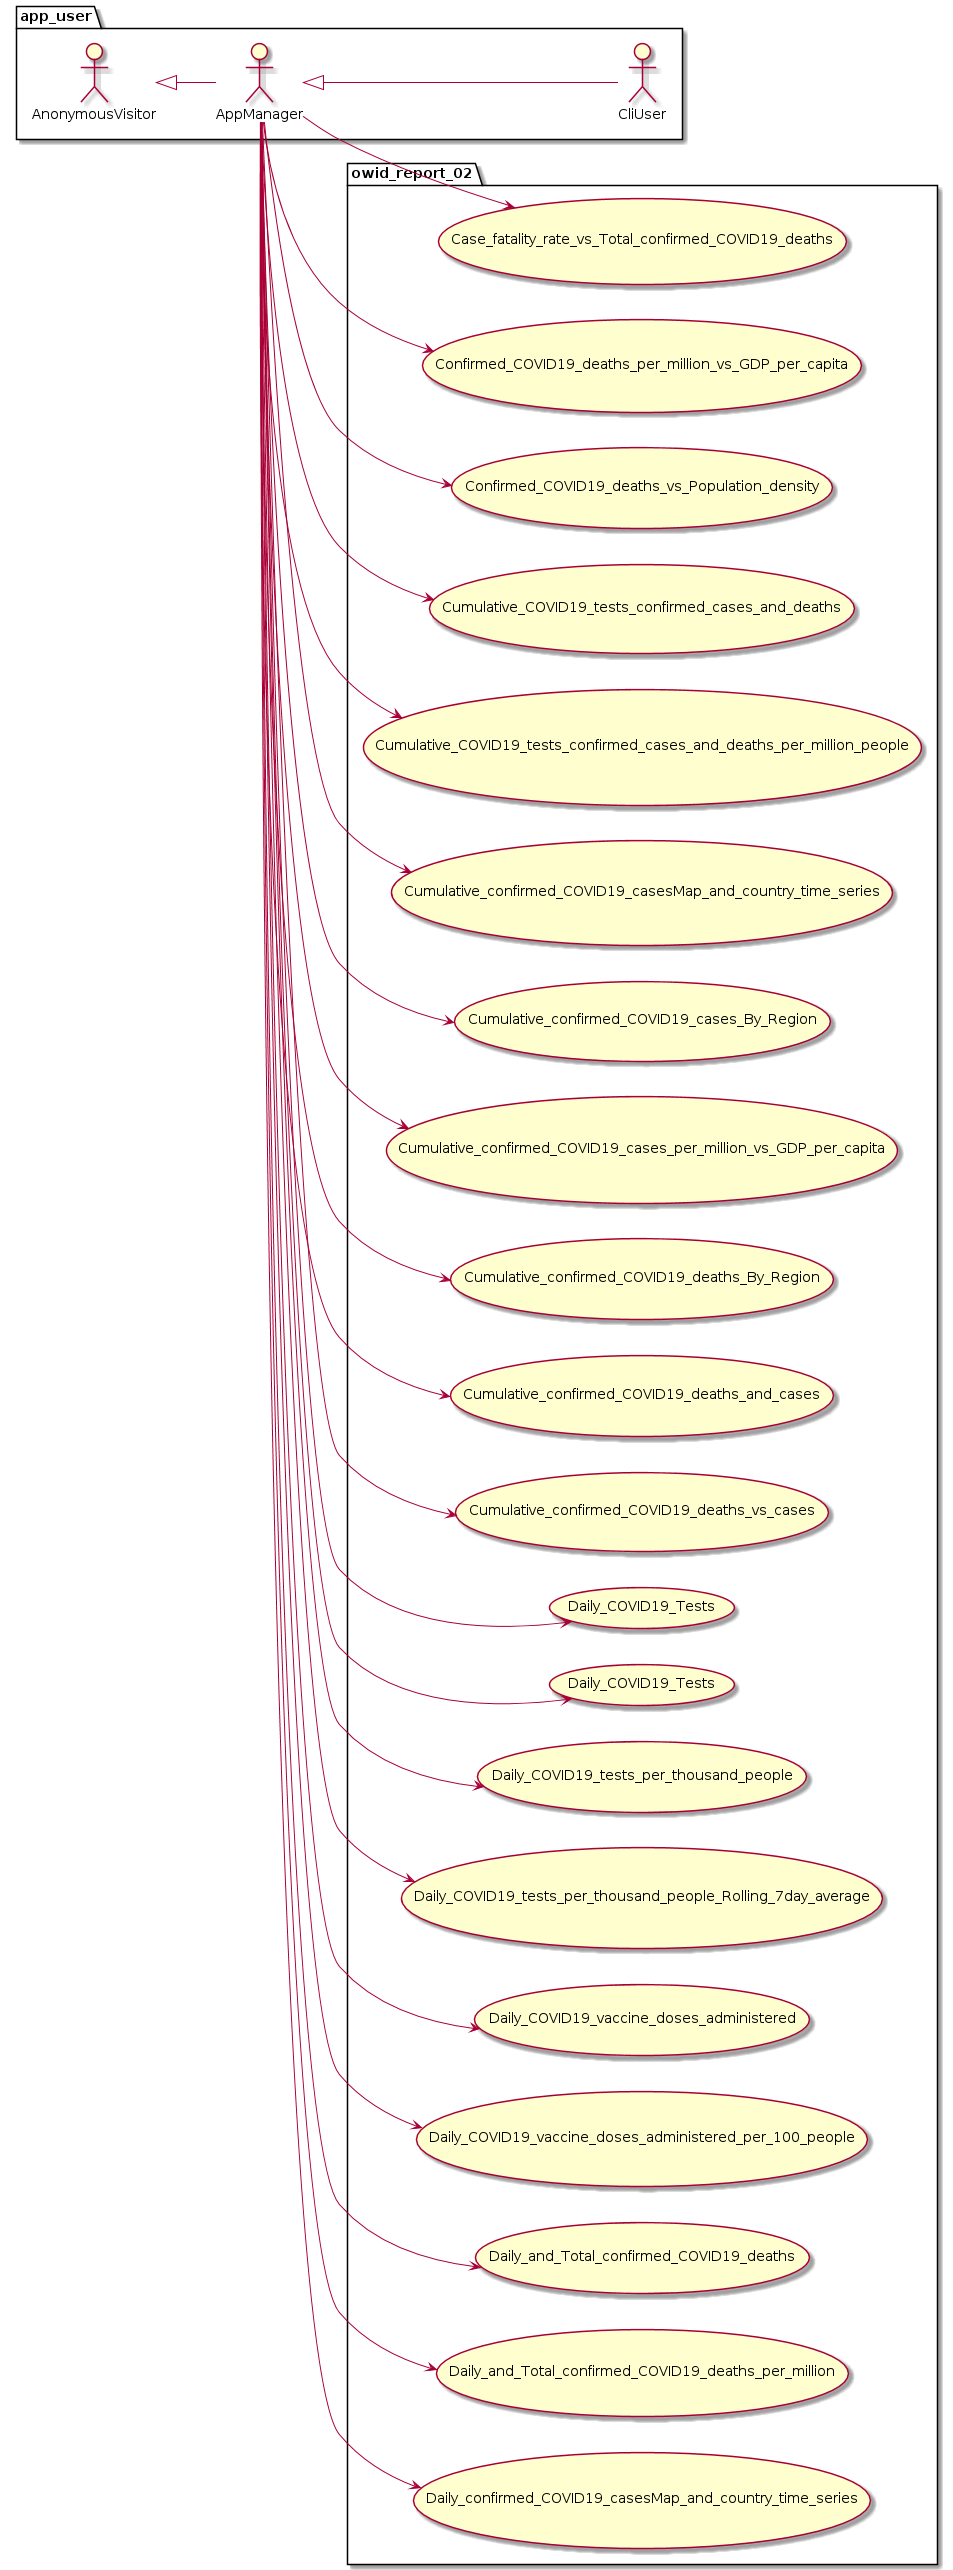 app_user
AnonymousVisitor
AppManager
CliUser
owid_report_02
Case_fatality_rate_vs_Total_confirmed_COVID19_deaths
Confirmed_COVID19_deaths_per_million_vs_GDP_per_capita
Confirmed_COVID19_deaths_vs_Population_density
Cumulative_COVID19_tests_confirmed_cases_and_deaths
Cumulative_COVID19_tests_confirmed_cases_and_deaths_per_million_people
Cumulative_confirmed_COVID19_casesMap_and_country_time_series
Cumulative_confirmed_COVID19_cases_By_Region
Cumulative_confirmed_COVID19_cases_per_million_vs_GDP_per_capita
Cumulative_confirmed_COVID19_deaths_By_Region
Cumulative_confirmed_COVID19_deaths_and_cases
Cumulative_confirmed_COVID19_deaths_vs_cases
Daily_COVID19_Tests
Daily_COVID19_Tests
Daily_COVID19_tests_per_thousand_people
Daily_COVID19_tests_per_thousand_people_Rolling_7day_average
Daily_COVID19_vaccine_doses_administered
Daily_COVID19_vaccine_doses_administered_per_100_people
Daily_and_Total_confirmed_COVID19_deaths
Daily_and_Total_confirmed_COVID19_deaths_per_million
Daily_confirmed_COVID19_casesMap_and_country_time_series